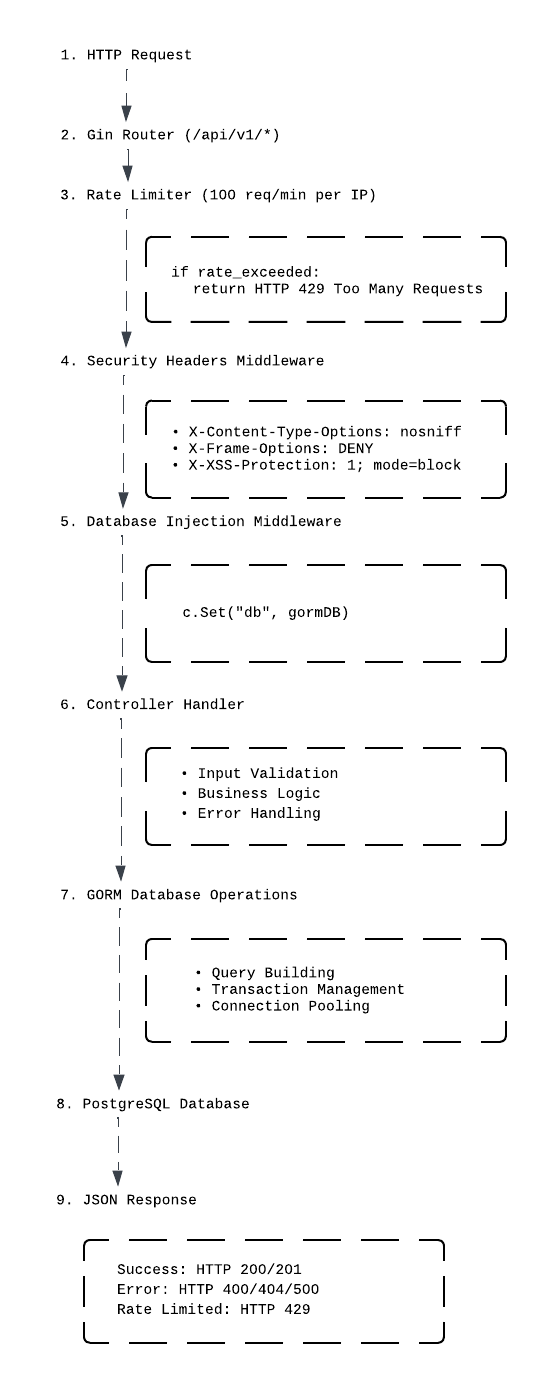 1. HTTP Request
2. Gin Router (/api/v1/*)
3. Rate Limiter (100 req/min per IP)
if rate_exceeded:
return HTTP 429 Too Many Requests
4. Security Headers Middleware
• X-Content-Type-Options: nosniff
• X-Frame-Options: DENY
• X-XSS-Protection: 1; mode=block
5. Database Injection Middleware
c.Set("db", gormDB)
6. Controller Handler
• Input Validation
• Business Logic
• Error Handling
7. GORM Database Operations
• Query Building
• Transaction Management
• Connection Pooling
8. PostgreSQL Database
9. JSON Response
Success: HTTP 200/201
Error: HTTP 400/404/500
Rate Limited: HTTP 429